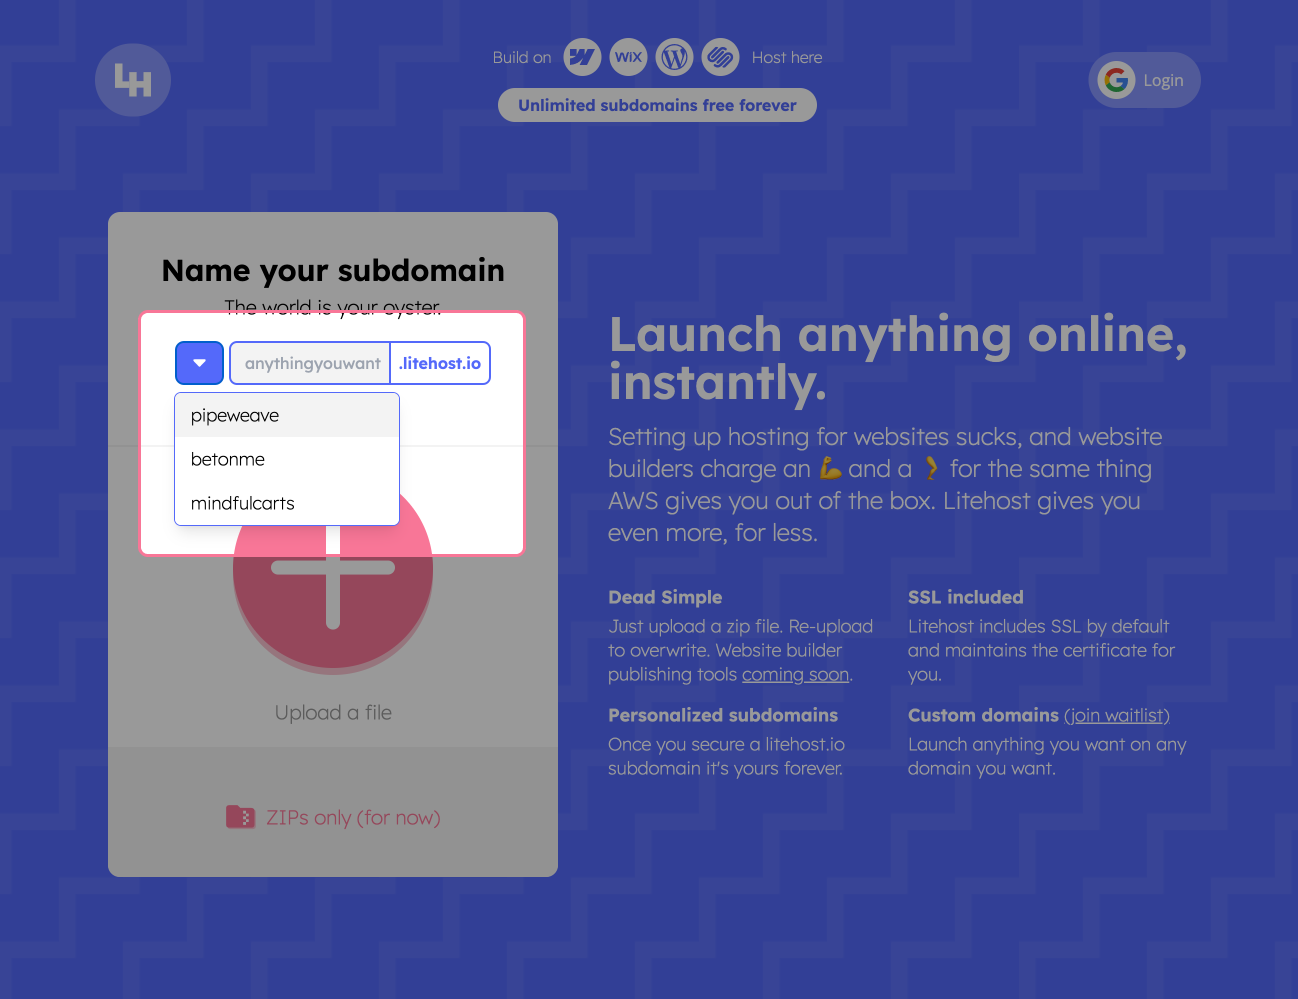 LH
Build on
W
WiX
W
Host here
Unlimited subdomains free forever
G
Login
Name your subdomain
The world is your oyster.
anythingyouwant
.litehost.io
pipeweave
betonme
mindfulcarts
Upload a file
ZIPs only (for now)
Launch anything online,
instantly.
Setting up hosting for websites sucks, and website
builders charge an 💪 and a 🦵 for the same thing
AWS gives you out of the box. Litehost gives you
even more, for less.
Dead Simple
Just upload a zip file. Re-upload
to overwrite. Website builder
publishing tools coming soon.
SSL included
Litehost includes SSL by default
and maintains the certificate for
you.
Personalized subdomains
Once you secure a litehost.io
subdomain it's yours forever.
Custom domains (join waitlist)
Launch anything you want on any
domain you want.